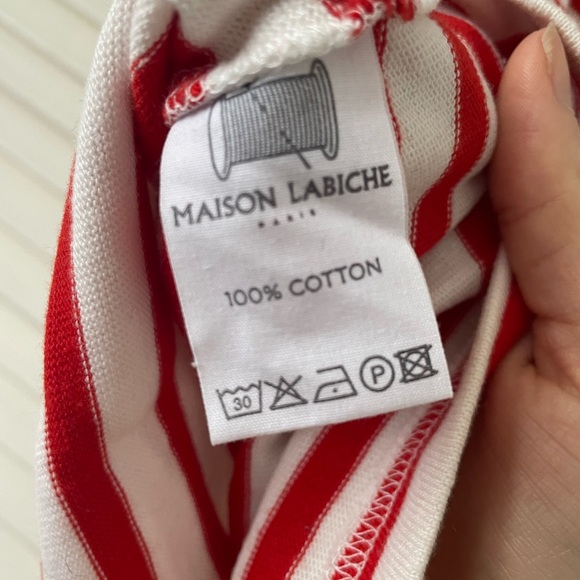 MAISON LABICHE
PARIS
100% COTTON
30 P